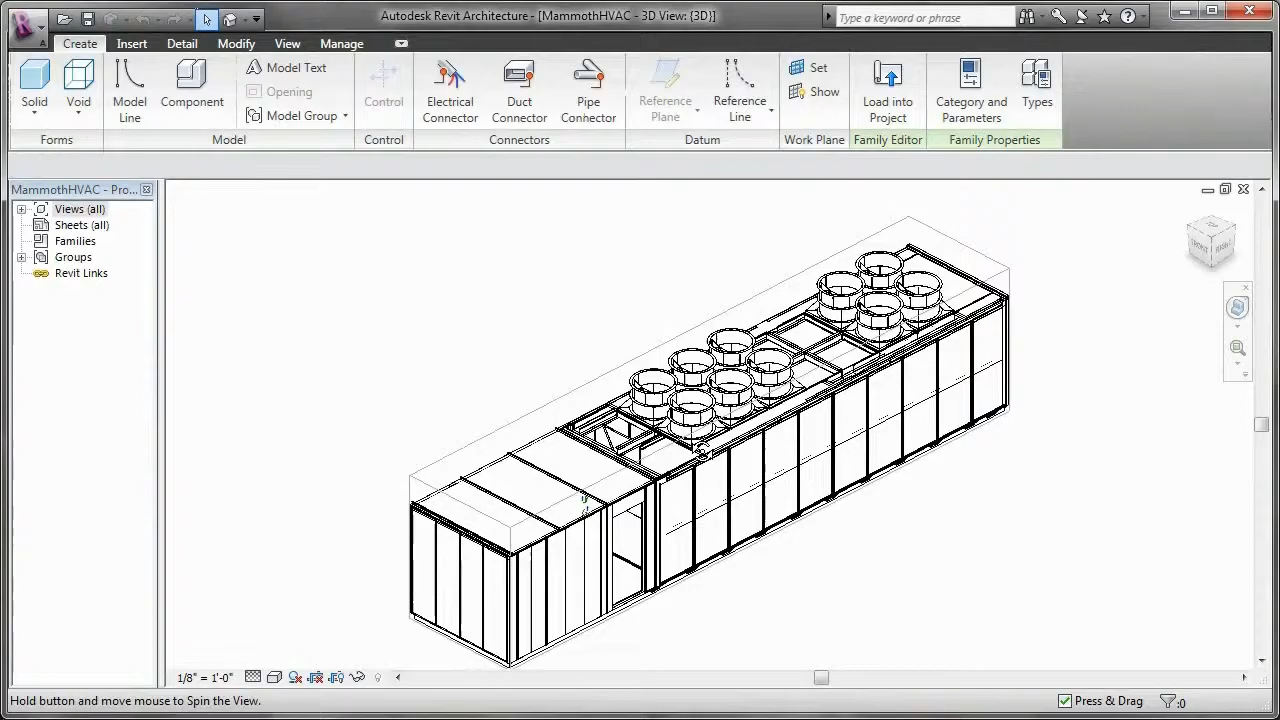 Autodesk Revit Architecture - [MammothHVAC - 3D View: {3D}]
Type a keyword or phrase
Create Insert Detail Modify View Manage
Solid
Void
Model Line
Component
Model Text
Opening
Model Group
Control
Electrical Connector
Duct Connector
Pipe Connector
Reference Plane
Reference Line
Set
Show
Load into Project
Category and Parameters
Types
Forms Model Control Connectors Datum Work Plane Family Editor Family Properties
MammothHVAC - Pro...
Views (all)
Sheets (all)
Families
Groups
Revit Links
1/8" = 1'-0"
Hold button and move mouse to Spin the View.
Press & Drag
:0